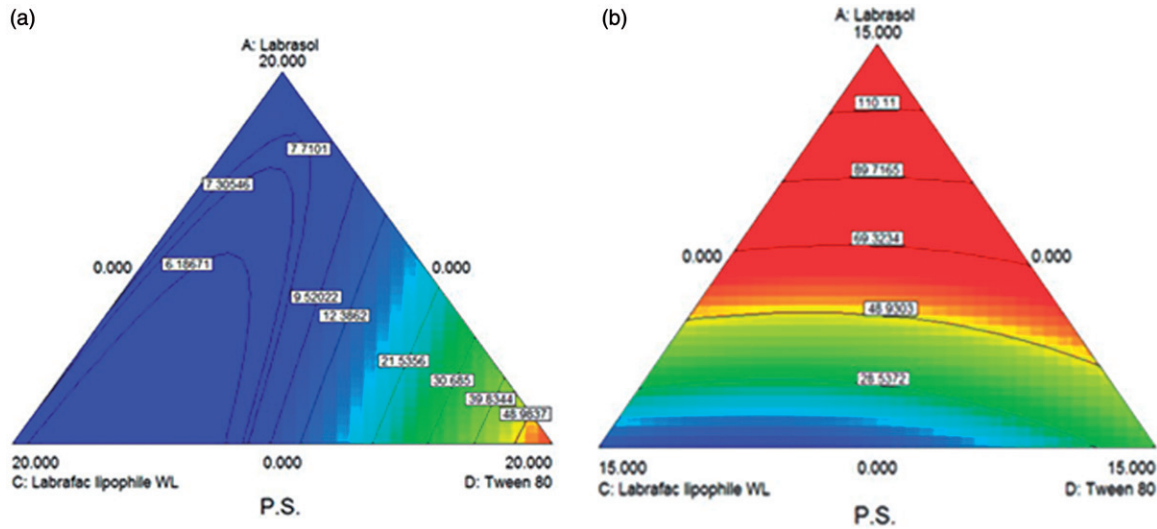 (a)
A: Labrasol
20.000
7.7101
7.30546
0.000
0.000
6.18671
9.52022
12.3862
21.5356
30.685
39.8344
48.9837
20.000
0.000
20.000
C: Labrafac lipophile WL
D: Tween 80
P.S.
(b)
A: Labrasol
15.000
110.11
89.7165
69.3234
0.000
0.000
48.9303
28.5372
15.000
0.000
15.000
C: Labrafac lipophile WL
D: Tween 80
P.S.